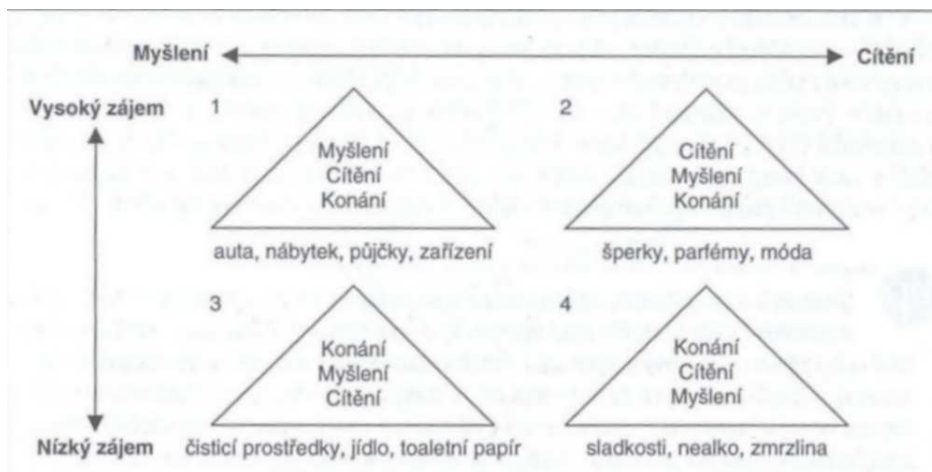 Myšlení Cítění
Vysoký zájem
1
Myšlení
Cítění
Konání
auta, nábytek, půjčky, zařízení
2
Cítění
Myšlení
Konání
šperky, parfémy, móda
3
Konání
Myšlení
Cítění
čisticí prostředky, jídlo, toaletní papír
4
Konání
Cítění
Myšlení
sladkosti, nealko, zmrzlina
Nízký zájem